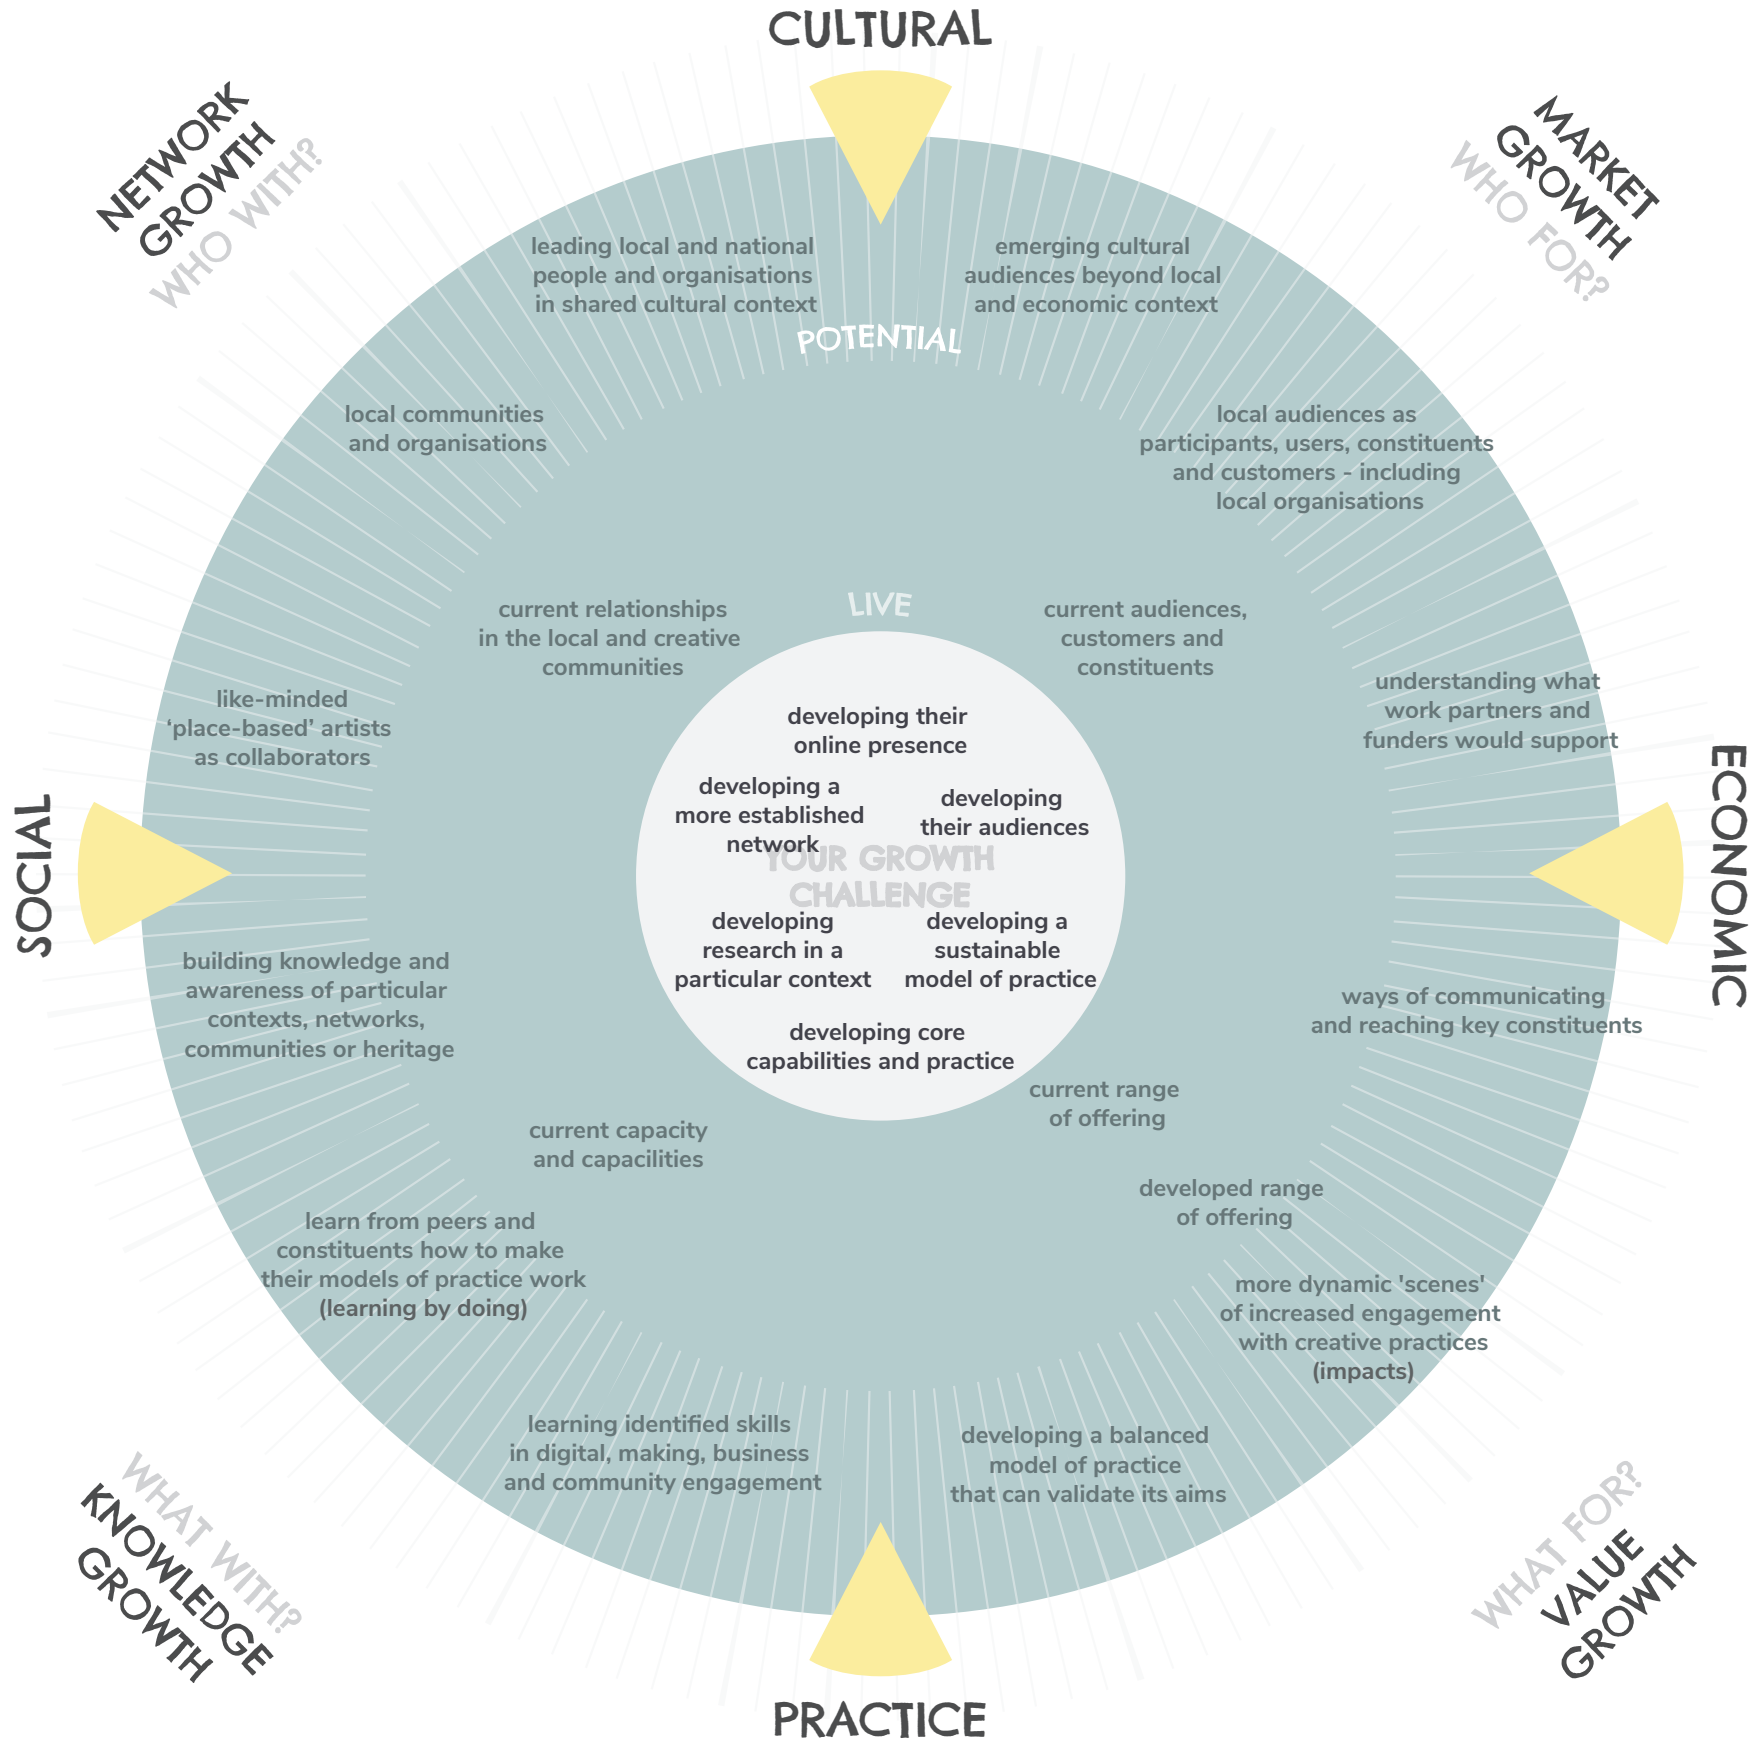 CULTURAL
NETWORK
GROWTH
WHO WITH?
MARKET
GROWTH
WHO FOR?
leading local and national
people and organisations
in shared cultural context
emerging cultural
audiences beyond local
and economic context
POTENTIAL
local communities
and organisations
local audiences as
participants, users, constituents
and customers - including
local organisations
LIVE
current relationships
in the local and creative
communities
current audiences,
customers and
constituents
like-minded
‘place-based’ artists
as collaborators
understanding what
work partners and
funders would support
developing their
online presence
developing a
more established
network
developing
their audiences
YOUR GROWTH
CHALLENGE
SOCIAL
ECONOMIC
developing
research in a
particular context
developing a
sustainable
model of practice
developing core
capabilities and practice
building knowledge and
awareness of particular
contexts, networks,
communities or heritage
ways of communicating
and reaching key constituents
current capacity
and capacilities
current range
of offering
developed range
of offering
learn from peers and
constituents how to make
their models of practice work
(learning by doing)
more dynamic 'scenes'
of increased engagement
with creative practices
(impacts)
learning identified skills
in digital, making, business
and community engagement
developing a balanced
model of practice
that can validate its aims
WHAT WITH?
KNOWLEDGE
GROWTH
WHAT FOR?
VALUE
GROWTH
PRACTICE